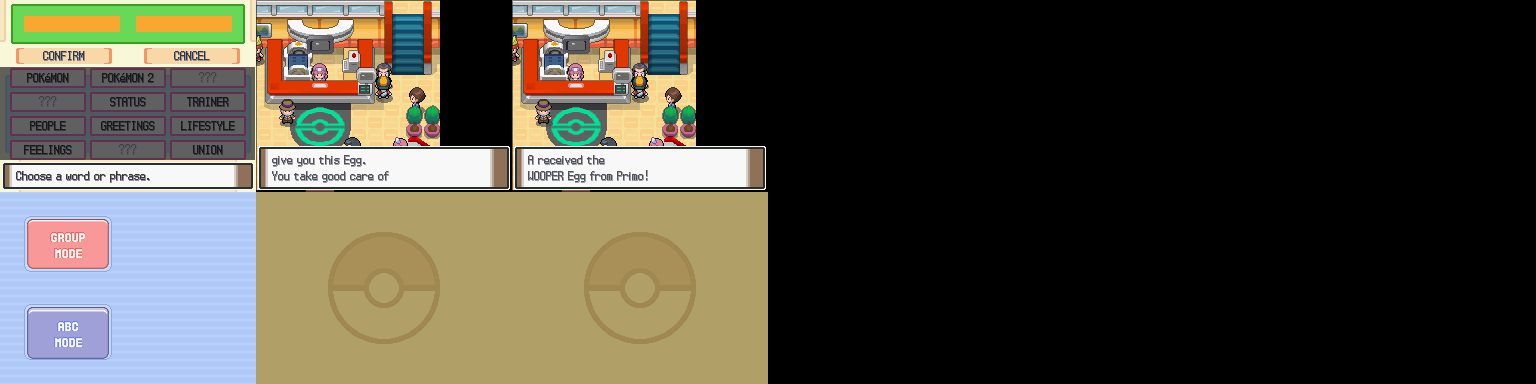 CONFIRM CANCEL
POKéMON POKéMON 2 ???
??? STATUS TRAINER
PEOPLE GREETINGS LIFESTYLE
FEELINGS ??? UNION
Choose a word or phrase.
GROUP
MODE
ABC
MODE
give you this Egg.
You take good care of
A received the
WOOPER Egg from Primo!